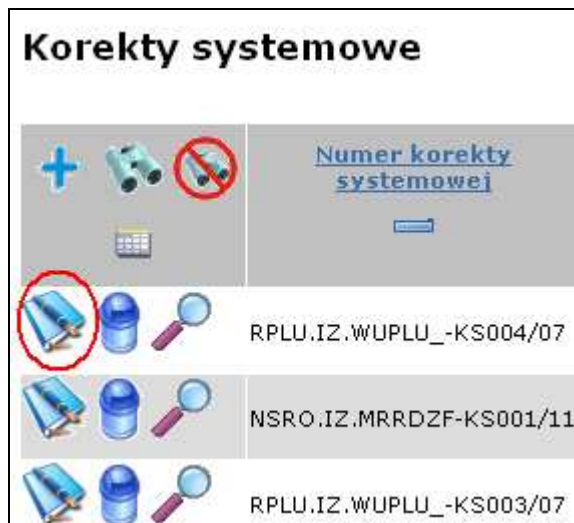 Korekty systemowe
Numer korekty
systemowej
RPLU.IZ.WUPLU_-KS004/07
NSRO.IZ.MRRDZF-KS001/11
RPLU.IZ.WUPLU_-KS003/07